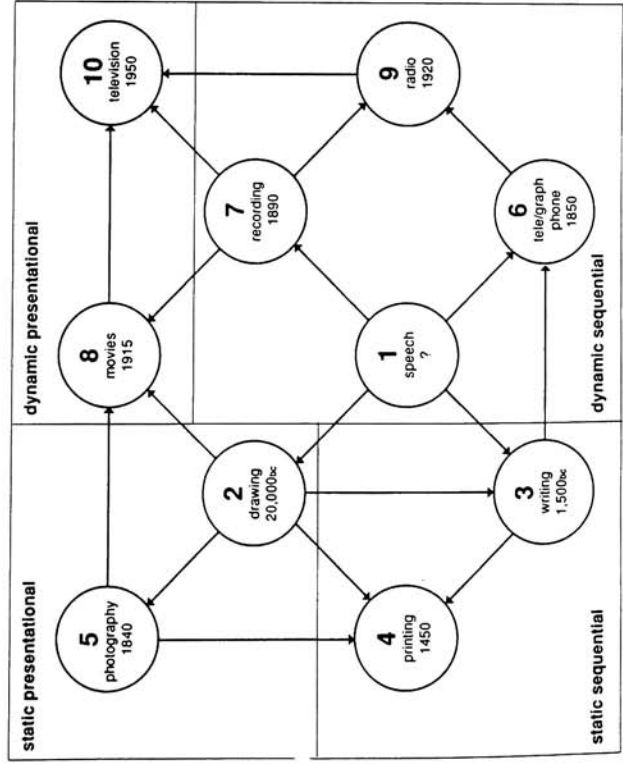 static presentational
dynamic presentational
5
photography
1840
8
movies
1915
10
television
1950
2
drawing
20,000BC
7
recording
1890
4
printing
1450
1
speech
?
9
radio
1920
3
writing
1,500BC
6
tele/graph
phone
1850
static sequential
dynamic sequential